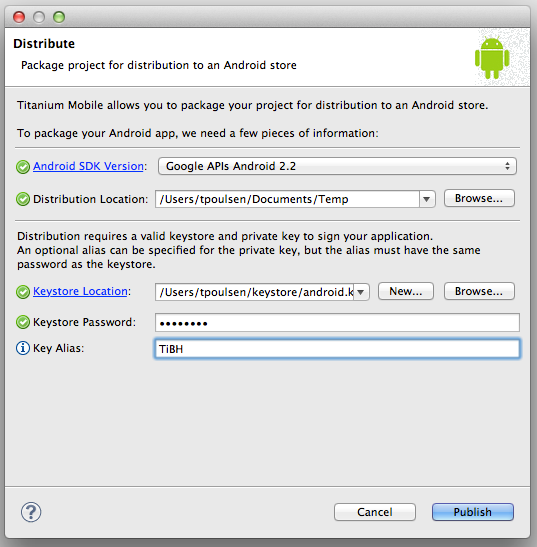 Distribute
Package project for distribution to an Android store
Titanium Mobile allows you to package your project for distribution to an Android store.
To package your Android app, we need a few pieces of information:
Android SDK Version: Google APIs Android 2.2
Distribution Location: /Users/tpoulsen/Documents/Temp Browse...
Distribution requires a valid keystore and private key to sign your application.
An optional alias can be specified for the private key, but the alias must have the same
password as the keystore.
Keystore Location: /Users/tpoulsen/keystore/android.k New... Browse...
Keystore Password: ••••••••
Key Alias: TiBH
? Cancel Publish